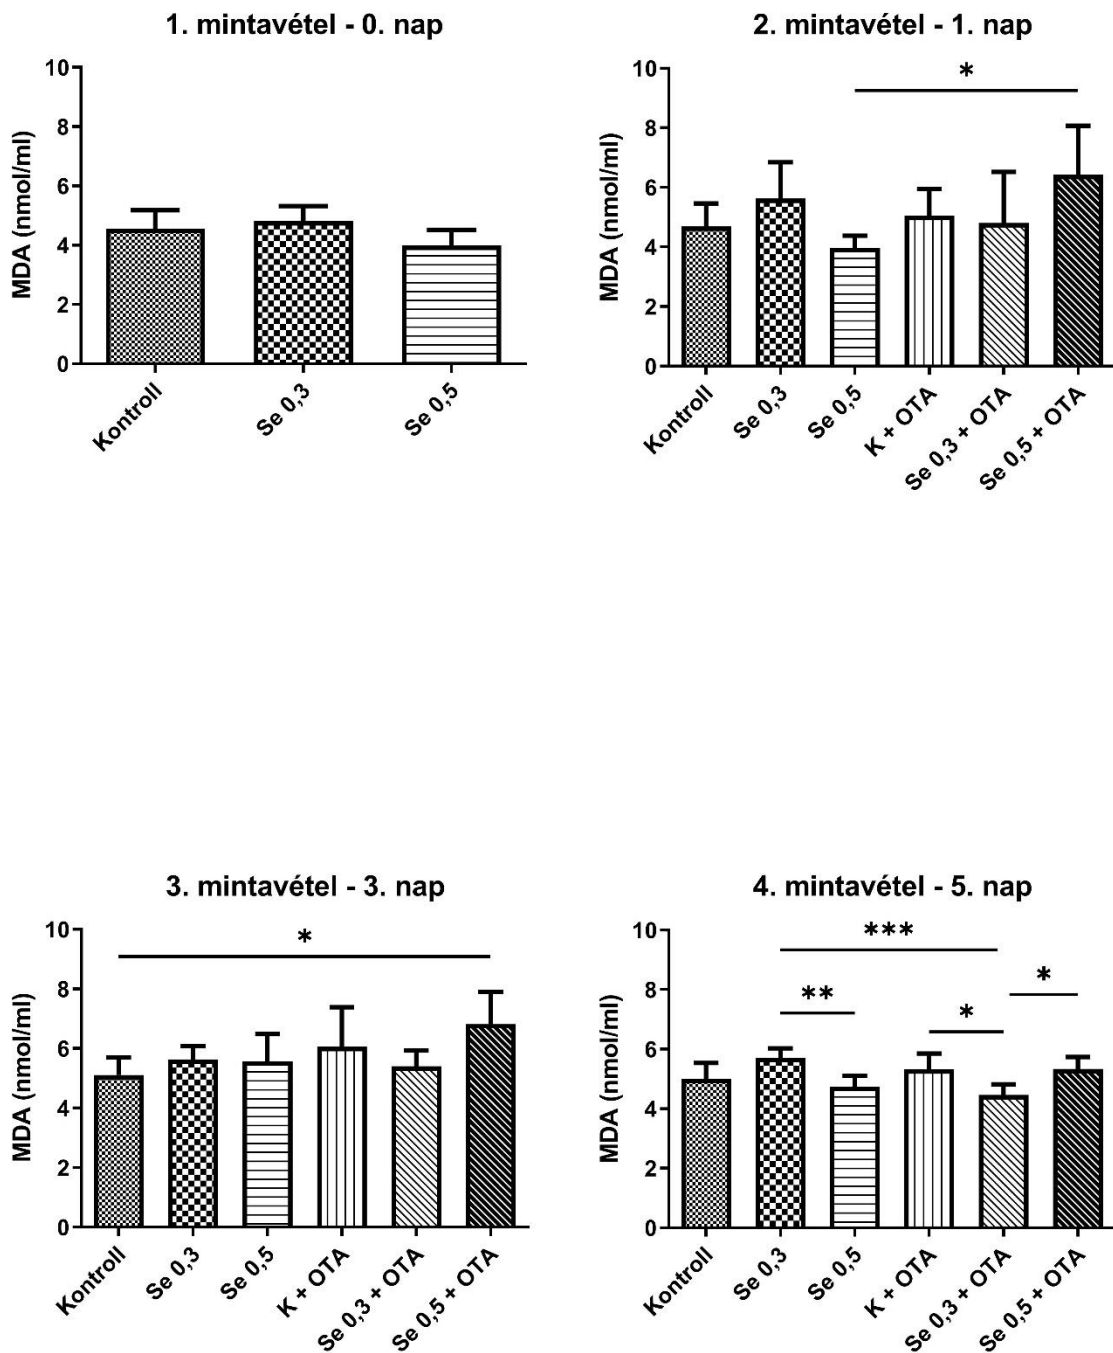 1. mintavétel - 0. nap
MDA (nmol/ml)
10
8
6
4
2
0
Kontroll
Se 0,3
Se 0,5
2. mintavétel - 1. nap
*
MDA (nmol/ml)
10
8
6
4
2
0
Kontroll
Se 0,3
Se 0,5
K + OTA
Se 0,3 + OTA
Se 0,5 + OTA
3. mintavétel - 3. nap
*
MDA (nmol/ml)
10
8
6
4
2
0
Kontroll
Se 0,3
Se 0,5
K + OTA
Se 0,3 + OTA
Se 0,5 + OTA
4. mintavétel - 5. nap
***
**
*
*
MDA (nmol/ml)
10
8
6
4
2
0
Kontroll
Se 0,3
Se 0,5
K + OTA
Se 0,3 + OTA
Se 0,5 + OTA